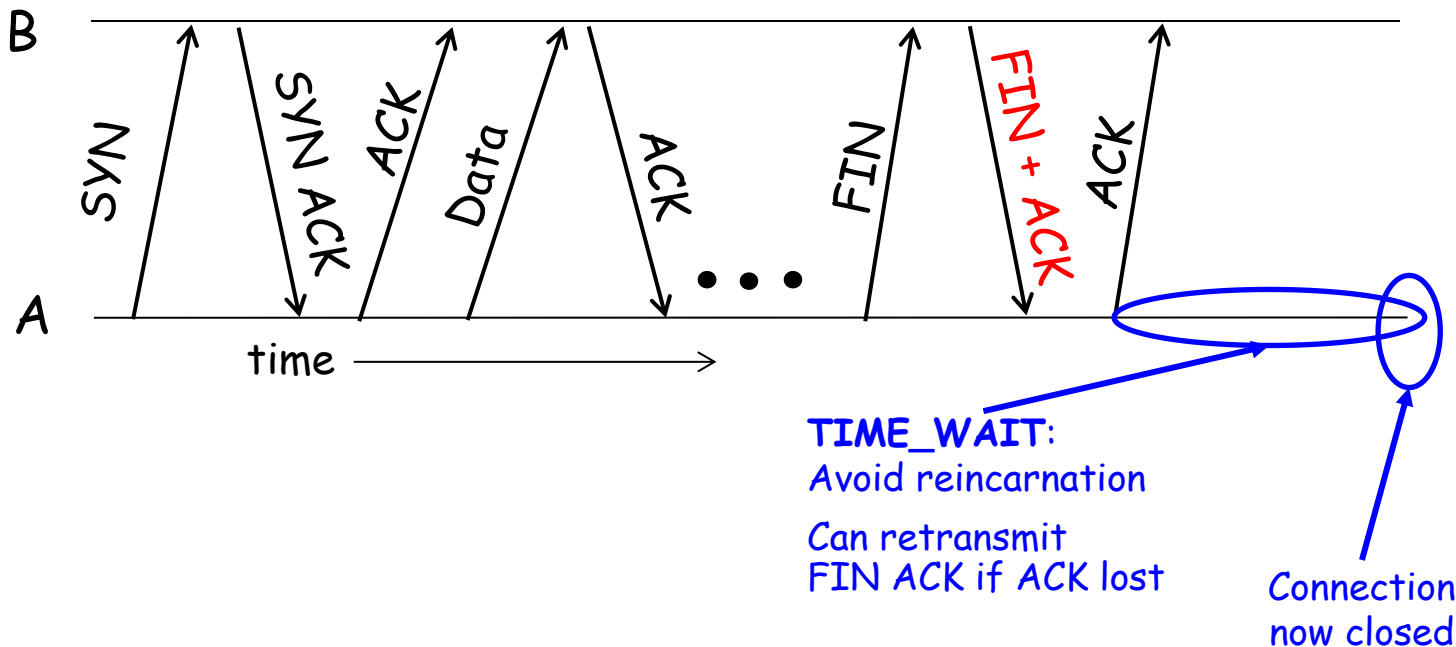 B
SYN
SYN ACK
ACK
Data
ACK
FIN
FIN + ACK
ACK
A
time
TIME_WAIT:
Avoid reincarnation
Can retransmit
FIN ACK if ACK lost
Connection
now closed